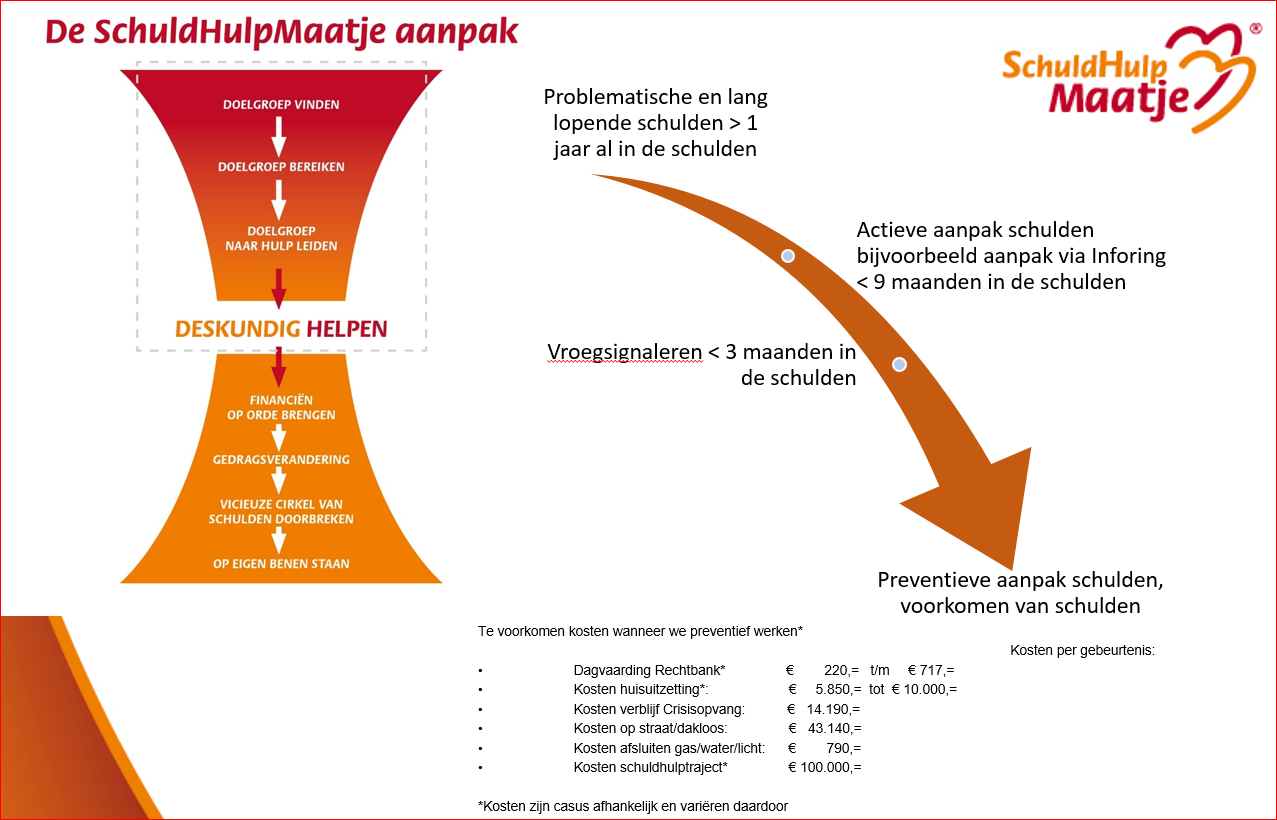 De SchuldHulpMaatje aanpak
DOELGROEP VINDEN
DOELGROEP BEREIKEN
DOELGROEP
NAAR HULP LEIDEN
DESKUNDIG HELPEN
FINANCIËN
OP ORDE BRENGEN
GEDRAGSVERANDERING
VICIEUZE CIRKEL VAN
SCHULDEN DOORBREKEN
OP EIGEN BENEN STAAN
SchuldHulp
Maatje
®
Problematische en lang
lopende schulden > 1
jaar al in de schulden
Actieve aanpak schulden
bijvoorbeeld aanpak via Inforing
< 9 maanden in de schulden
Vroegsignaleren < 3 maanden in
de schulden
Preventieve aanpak schulden,
voorkomen van schulden
Te voorkomen kosten wanneer we preventief werken*
Kosten per gebeurtenis:
• Dagvaarding Rechtbank* € 220,= t/m € 717,=
• Kosten huisuitzetting*: € 5.850,= tot € 10.000,=
• Kosten verblijf Crisisopvang: € 14.190,=
• Kosten op straat/dakloos: € 43.140,=
• Kosten afsluiten gas/water/licht: € 790,=
• Kosten schuldhulptraject* € 100.000,=
*Kosten zijn casus afhankelijk en variëren daardoor